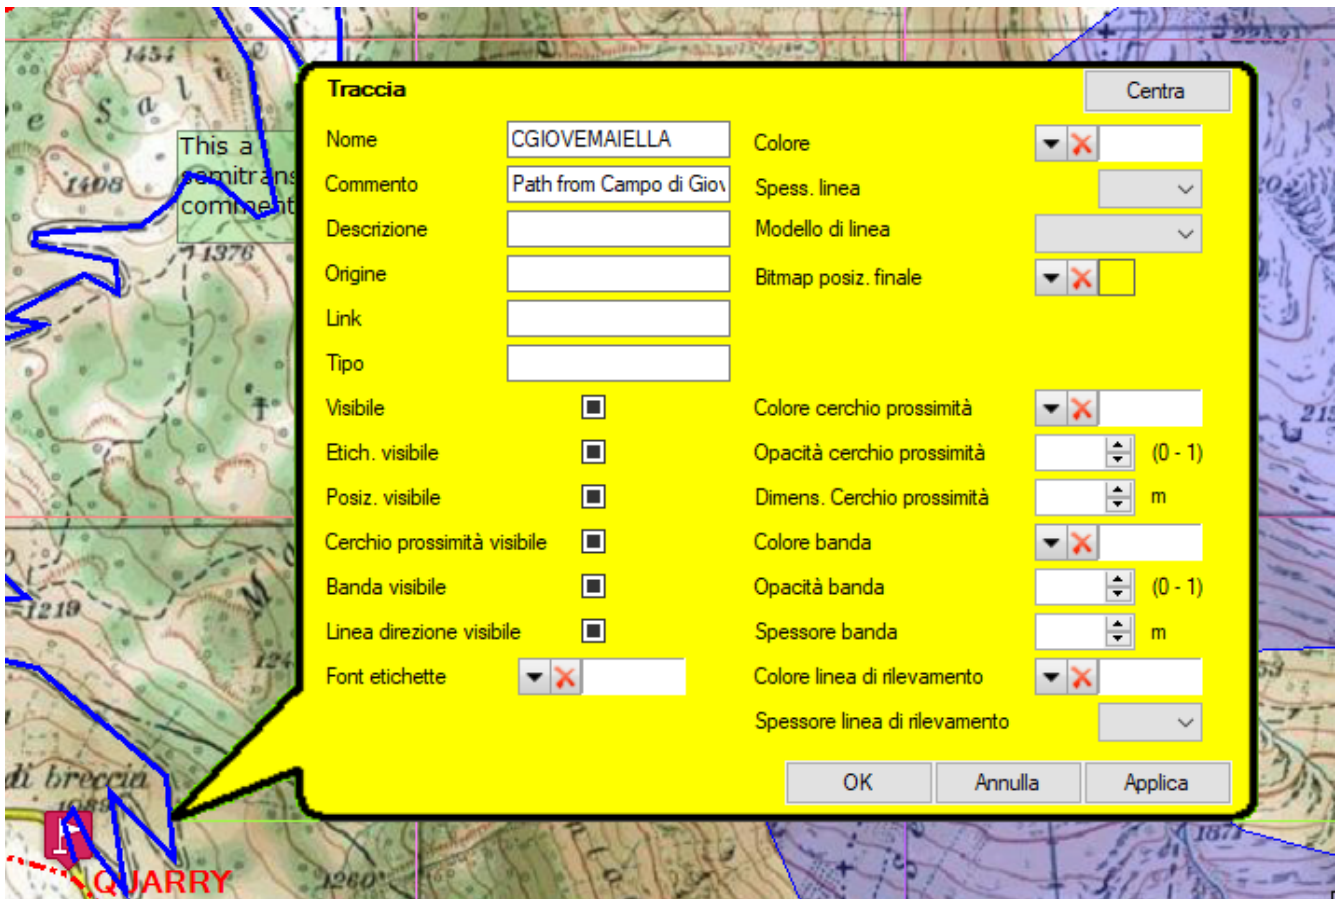 1454
2253
e S a l e
1408
This a
semitrans
comment
1376
Traccia
Centra
Nome
CGIOVEMAIELLA
Commento
Path from Campo di Giov
Descrizione
Origine
Link
Tipo
Visibile
Etich. visibile
Posiz. visibile
Cerchio prossimità visibile
Banda visibile
Linea direzione visibile
Font etichette
Colore
Spess. linea
Modello di linea
Bitmap posiz. finale
Colore cerchio prossimità
Opacità cerchio prossimità
(0 - 1)
Dimens. Cerchio prossimità
m
Colore banda
Opacità banda
(0 - 1)
Spessore banda
m
Colore linea di rilevamento
Spessore linea di rilevamento
OK
Annulla
Applica
1219
M
di breccia
1089
QUARRY
1260
1871